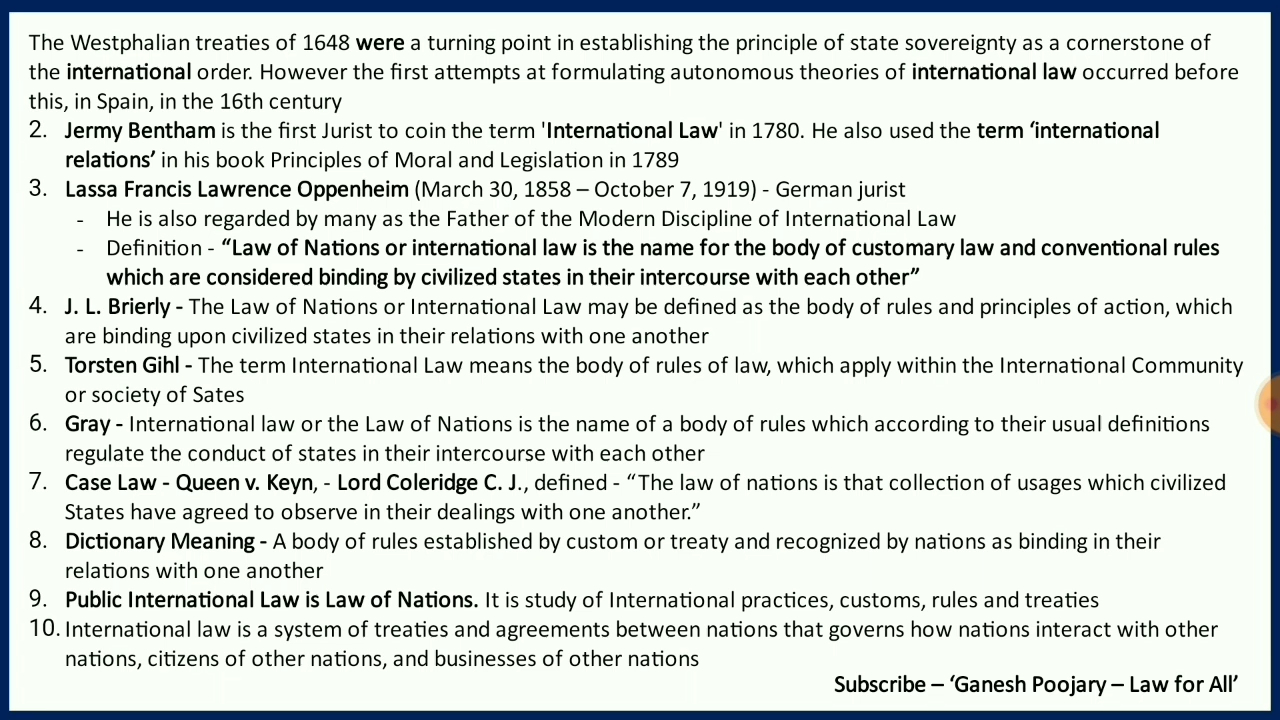 The Westphalian treaties of 1648 were a turning point in establishing the principle of state sovereignty as a cornerstone of
the international order. However the first attempts at formulating autonomous theories of international law occurred before
this, in Spain, in the 16th century
2. Jermy Bentham is the first Jurist to coin the term 'International Law' in 1780. He also used the term ‘international
relations’ in his book Principles of Moral and Legislation in 1789
3. Lassa Francis Lawrence Oppenheim (March 30, 1858 – October 7, 1919) - German jurist
- He is also regarded by many as the Father of the Modern Discipline of International Law
- Definition - “Law of Nations or international law is the name for the body of customary law and conventional rules
which are considered binding by civilized states in their intercourse with each other”
4. J. L. Brierly - The Law of Nations or International Law may be defined as the body of rules and principles of action, which
are binding upon civilized states in their relations with one another
5. Torsten Gihl - The term International Law means the body of rules of law, which apply within the International Community
or society of Sates
6. Gray - International law or the Law of Nations is the name of a body of rules which according to their usual definitions
regulate the conduct of states in their intercourse with each other
7. Case Law - Queen v. Keyn, - Lord Coleridge C. J., defined - “The law of nations is that collection of usages which civilized
States have agreed to observe in their dealings with one another.”
8. Dictionary Meaning - A body of rules established by custom or treaty and recognized by nations as binding in their
relations with one another
9. Public International Law is Law of Nations. It is study of International practices, customs, rules and treaties
10. International law is a system of treaties and agreements between nations that governs how nations interact with other
nations, citizens of other nations, and businesses of other nations
Subscribe – ‘Ganesh Poojary – Law for All’